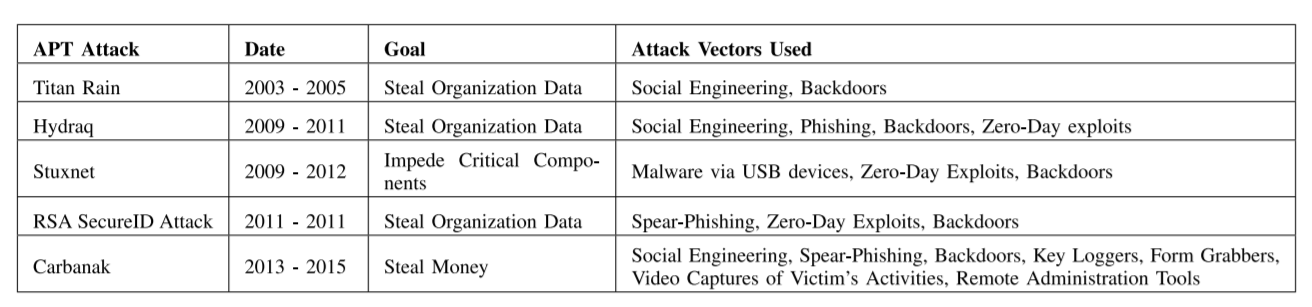 APT Attack Date Goal Attack Vectors Used
Titan Rain 2003 - 2005 Steal Organization Data Social Engineering, Backdoors
Hydraq 2009 - 2011 Steal Organization Data Social Engineering, Phishing, Backdoors, Zero-Day exploits
Stuxnet 2009 - 2012 Impede Critical Compo-
nents Malware via USB devices, Zero-Day Exploits, Backdoors
RSA SecureID Attack 2011 - 2011 Steal Organization Data Spear-Phishing, Zero-Day Exploits, Backdoors
Carbanak 2013 - 2015 Steal Money Social Engineering, Spear-Phishing, Backdoors, Key Loggers, Form Grabbers,
Video Captures of Victim's Activities, Remote Administration Tools